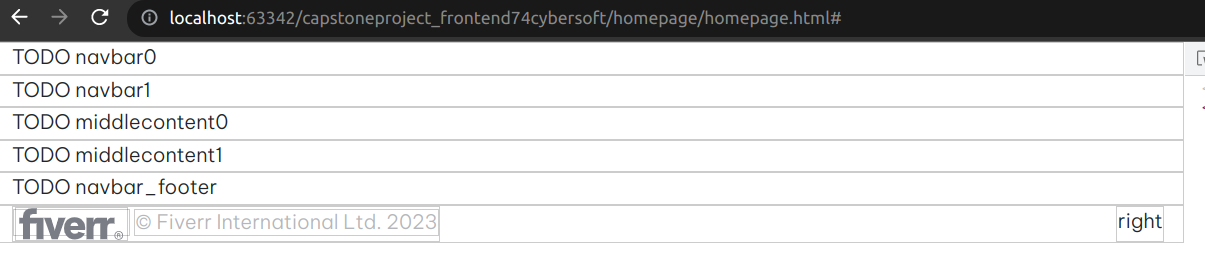 localhost:63342/capstoneproject_frontend74cybersoft/homepage/homepage.html#
TODO navbar0
TODO navbar1
TODO middlecontent0
TODO middlecontent1
TODO navbar_footer
fiverr® © Fiverr International Ltd. 2023 right